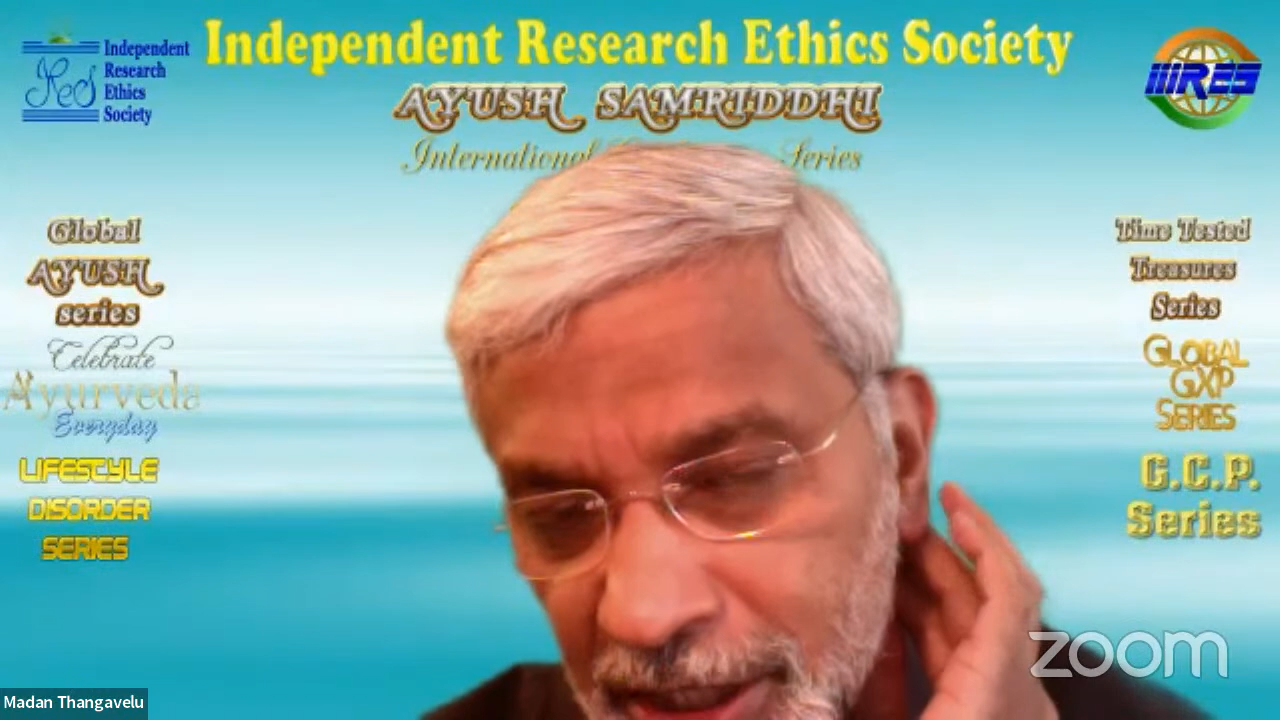 Independent Research Ethics Society
AYUSH SAMRIDDHI
International Series
Independent
Research
Ethics
Society
IRES
Global
AYUSH
series
Celebrate
Ayurveda
Everyday
LIFESTYLE
DISORDER
SERIES
Time Tested
Treasures
Series
GLOBAL
GXP
SERIES
G.C.P.
Series
zoom
Madan Thangavelu